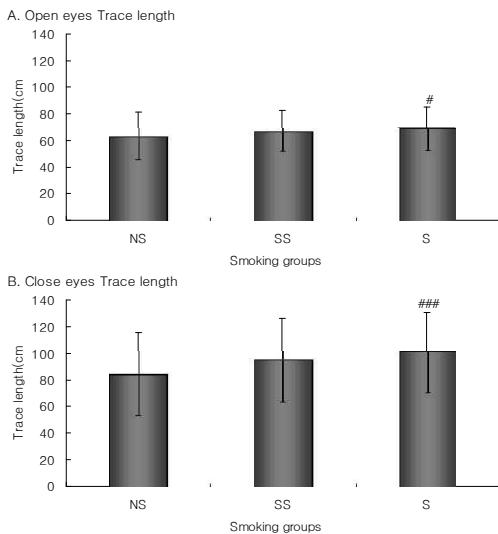 A. Open eyes Trace length
140
120
100
80
60
40
20
0
Trace length(cm
#
NS SS S
Smoking groups
B. Close eyes Trace length
140
120
100
80
60
40
20
0
Trace length(cm
###
NS SS S
Smoking groups